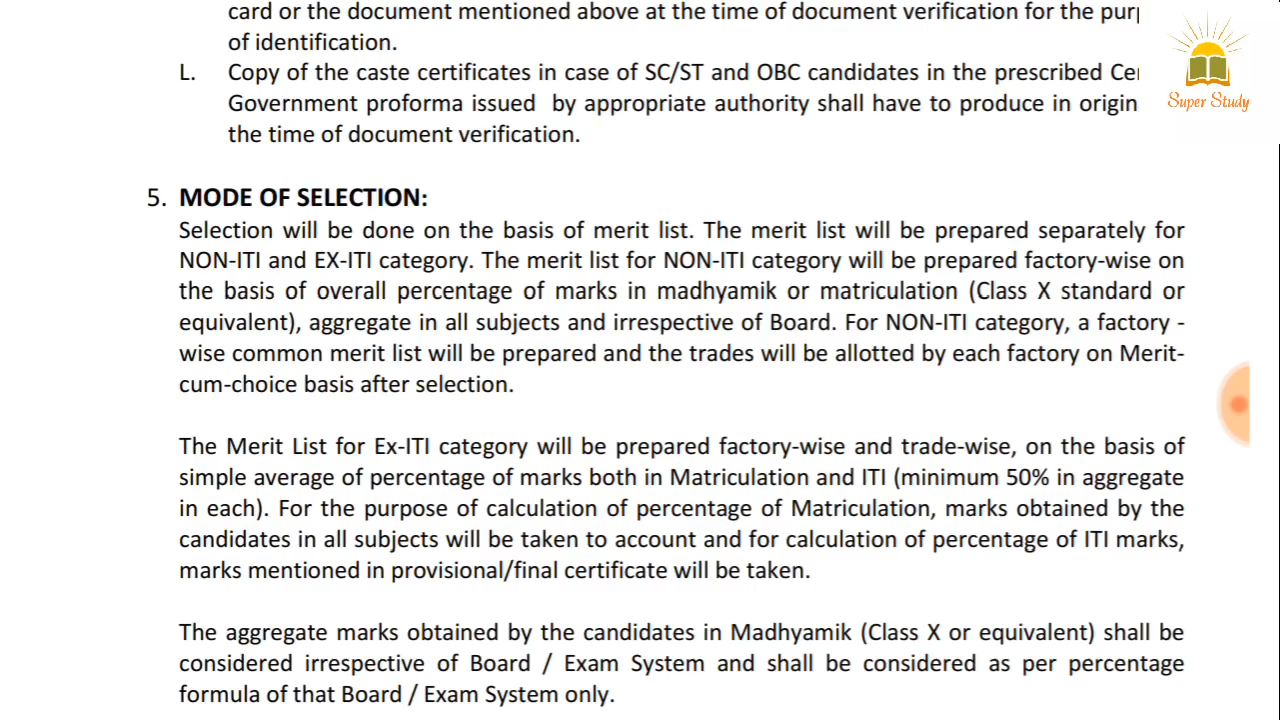 card or the document mentioned above at the time of document verification for the
of identification.
L. Copy of the caste certificates in case of SC/ST and OBC candidates in the prescribed
Government proforma issued by appropriate authority shall have to produce in
the time of document verification.
Super Study
5. MODE OF SELECTION:
Selection will be done on the basis of merit list. The merit list will be prepared separately for
NON-ITI and EX-ITI category. The merit list for NON-ITI category will be prepared factory-wise on
the basis of overall percentage of marks in madhyamik or matriculation (Class X standard or
equivalent), aggregate in all subjects and irrespective of Board. For NON-ITI category, a factory -
wise common merit list will be prepared and the trades will be allotted by each factory on Merit-
cum-choice basis after selection.
The Merit List for Ex-ITI category will be prepared factory-wise and trade-wise, on the basis of
simple average of percentage of marks both in Matriculation and ITI (minimum 50% in aggregate
in each). For the purpose of calculation of percentage of Matriculation, marks obtained by the
candidates in all subjects will be taken to account and for calculation of percentage of ITI marks,
marks mentioned in provisional/final certificate will be taken.
The aggregate marks obtained by the candidates in Madhyamik (Class X or equivalent) shall be
considered irrespective of Board / Exam System and shall be considered as per percentage
formula of that Board / Exam System only.